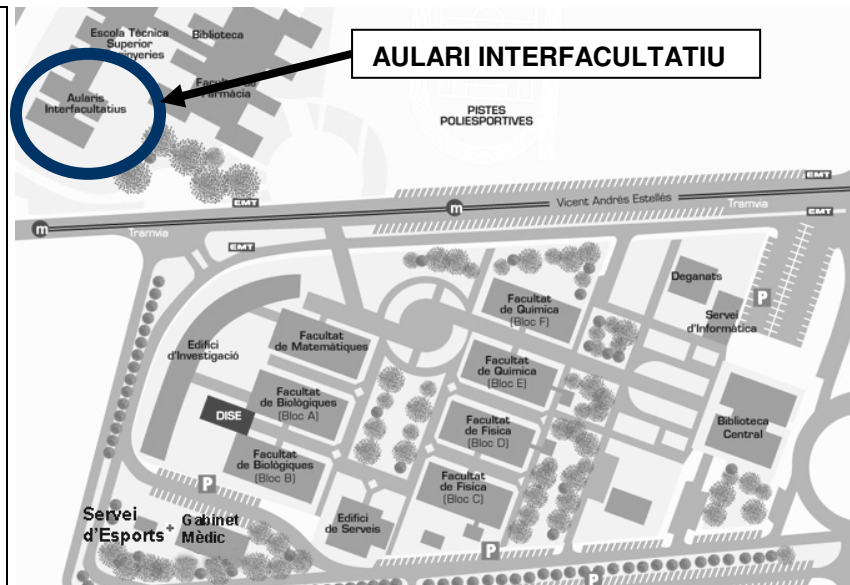 Escola Tècnica
Superior
Biblioteca
AULARI INTERFACULTATIU
Aularis
Interfacultatius
Facultat de
Farmàcia
PISTES
POLIESPORTIVES
EMT
EMT
Vicent Andrés Estellés
Tramvia
EMT
m
m
Tramvia
EMT
Deganats
P
Servei
d'Informàtica
Facultat
de Química
(Bloc F)
Edifici
d'Investigació
Facultat
de Matemàtiques
Facultat
de Química
(Bloc E)
Facultat
de Biològiques
(Bloc A)
DISE
Facultat
de Física
(Bloc D)
Biblioteca
Central
Facultat
de Biològiques
(Bloc B)
Facultat
de Física
(Bloc C)
P
Servei
d'Esports
+
Gabinet
Mèdic
Edifici
de Serveis
P
P